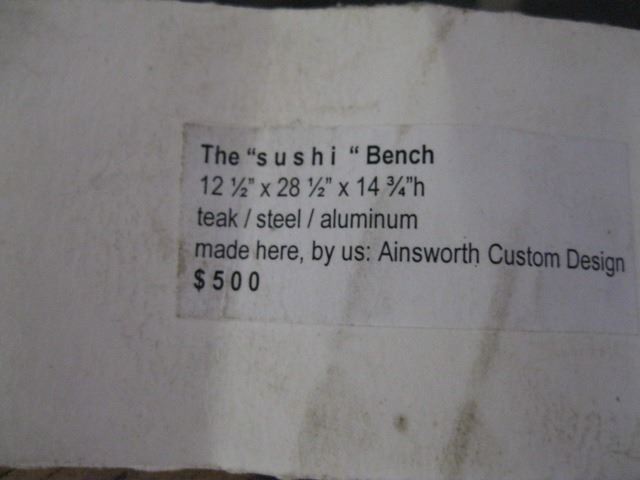 The “s u s h i “ Bench
12 ½” x 28 ½” x 14 ¾”h
teak / steel / aluminum
made here, by us: Ainsworth Custom Design
$ 5 0 0